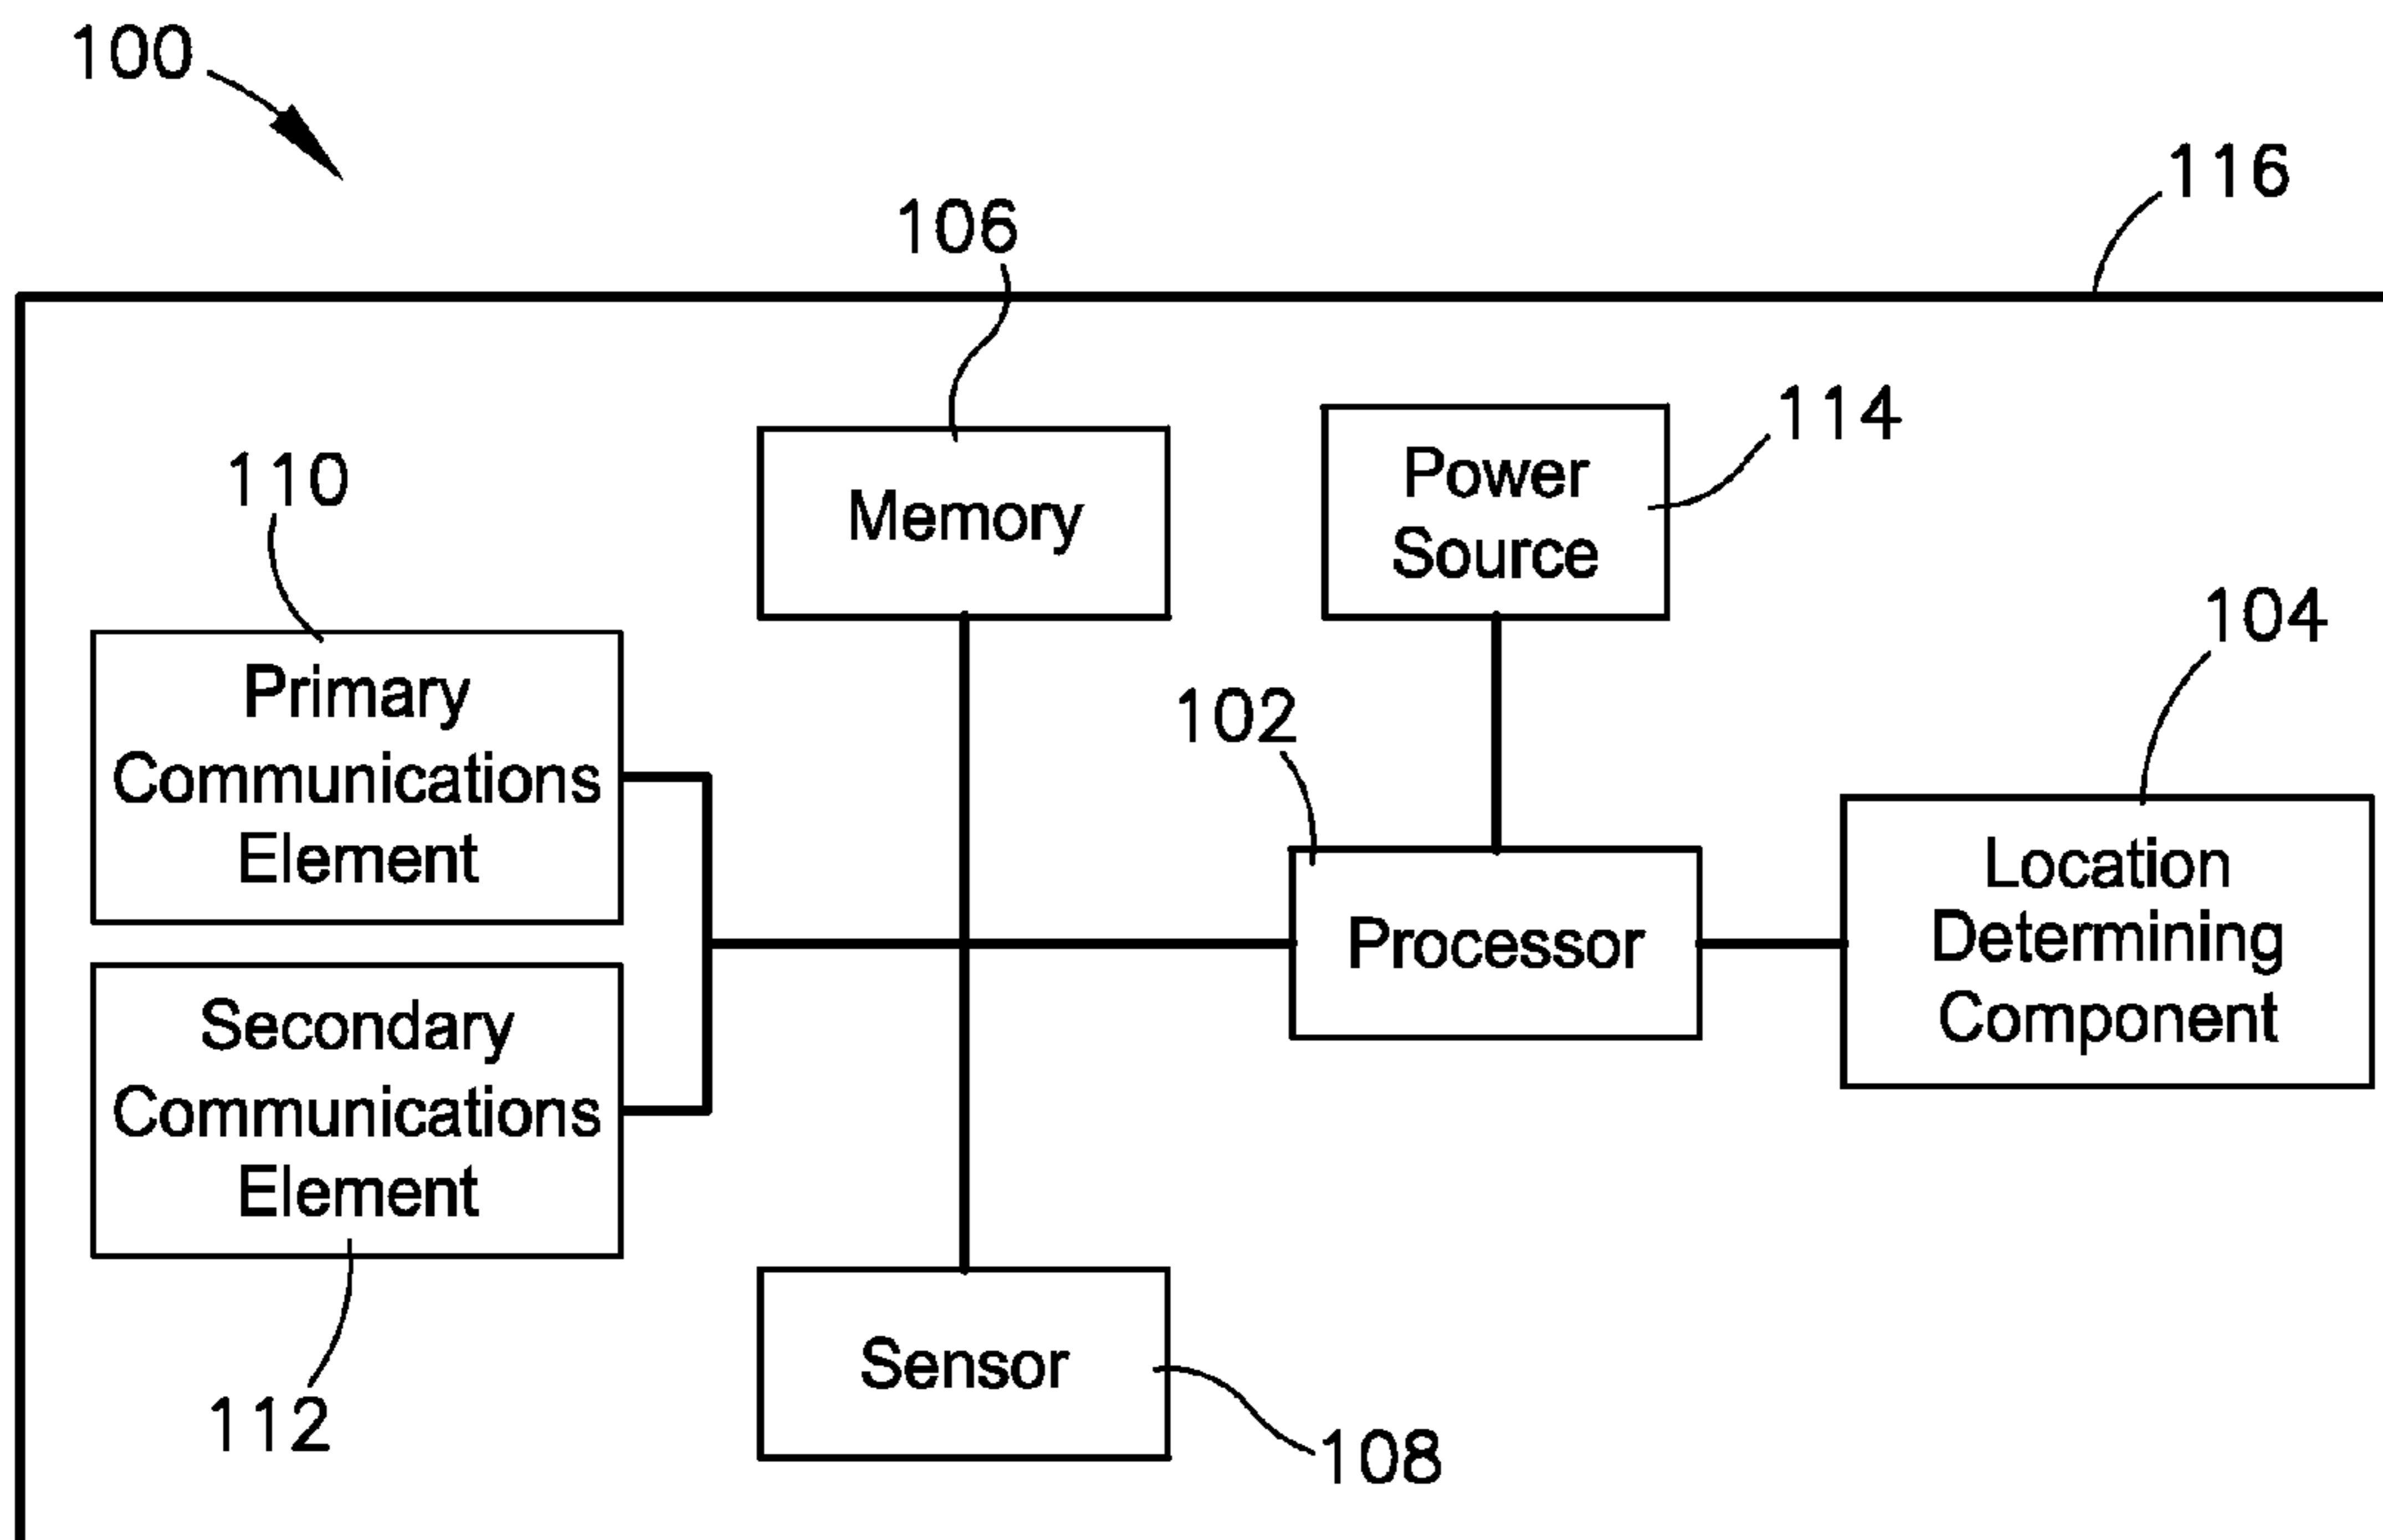 100
116
106
114
Power
Source
110
Memory
104
Primary
Communications
Element
102
Location
Determining
Component
Processor
Secondary
Communications
Element
Sensor
112
108